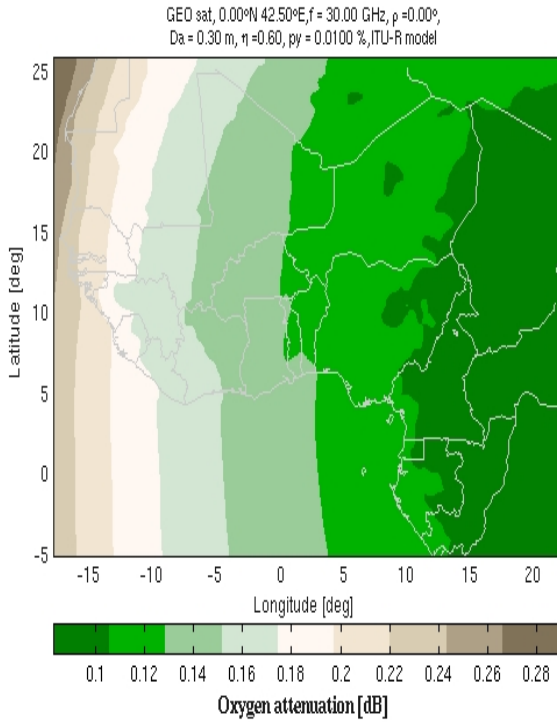 GEO sat, 0.00ºN 42.50ºE,f = 30.00 GHz, ρ =0.00º,
Da = 0.30 m, η =0.60, py = 0.0100 %,ITU-R model
Latitude [deg]
25
20
15
10
5
0
-5
-15 -10 -5 0 5 10 15 20
Longitude [deg]
0.1 0.12 0.14 0.16 0.18 0.2 0.22 0.24 0.26 0.28
Oxygen attenuation [dB]